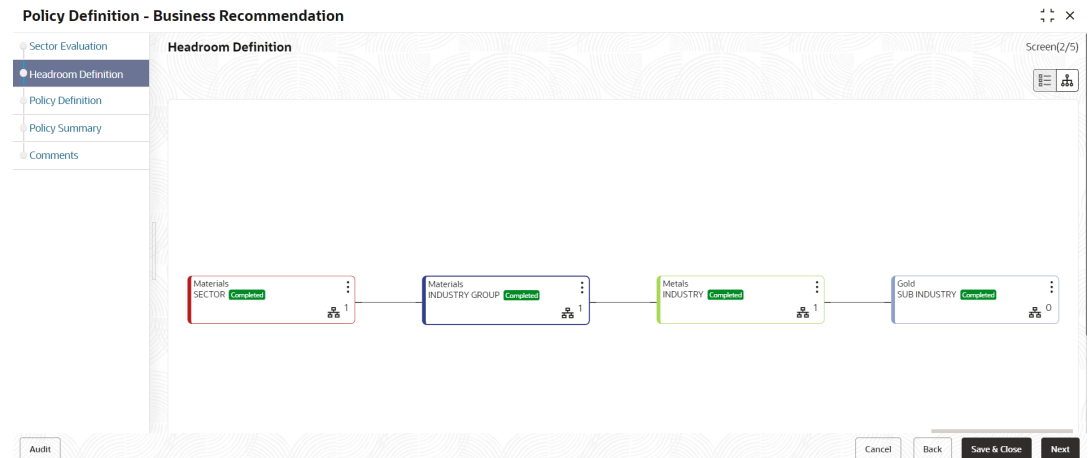 Policy Definition - Business Recommendation
Sector Evaluation
Headroom Definition
Policy Definition
Policy Summary
Comments
Headroom Definition
Screen(2/5)
Materials
SECTOR Completed
1
Materials
INDUSTRY GROUP Completed
1
Metals
INDUSTRY Completed
1
Gold
SUB INDUSTRY Completed
0
Audit
Cancel
Back
Save & Close
Next